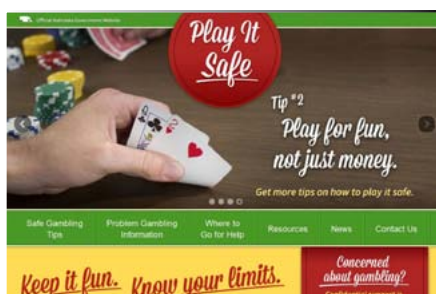 Official Nebraska Government Website
Play It
Safe
Tip #2
Play for fun,
not just money.
Get more tips on how to play it safe.
Safe Gambling
Tips
Problem Gambling
Information
Where to
Go for Help
Resources
News
Contact Us
Keep it fun. Know your limits.
Concerned
about gambling?